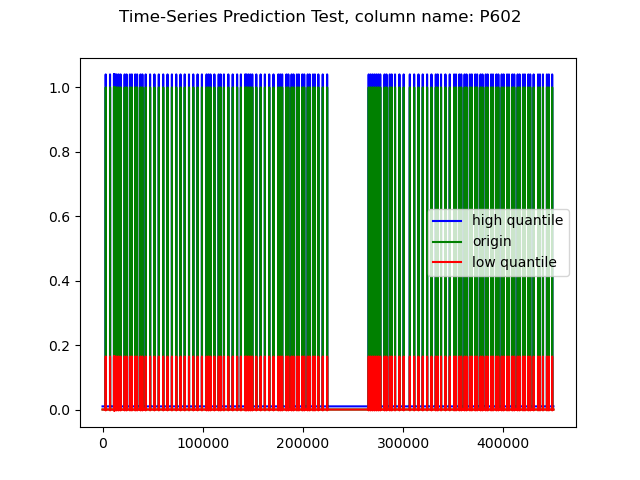 Time-Series Prediction Test, column name: P602
1.0
0.8
0.6
0.4
0.2
0.0
high quantile
origin
low quantile
0 100000 200000 300000 400000